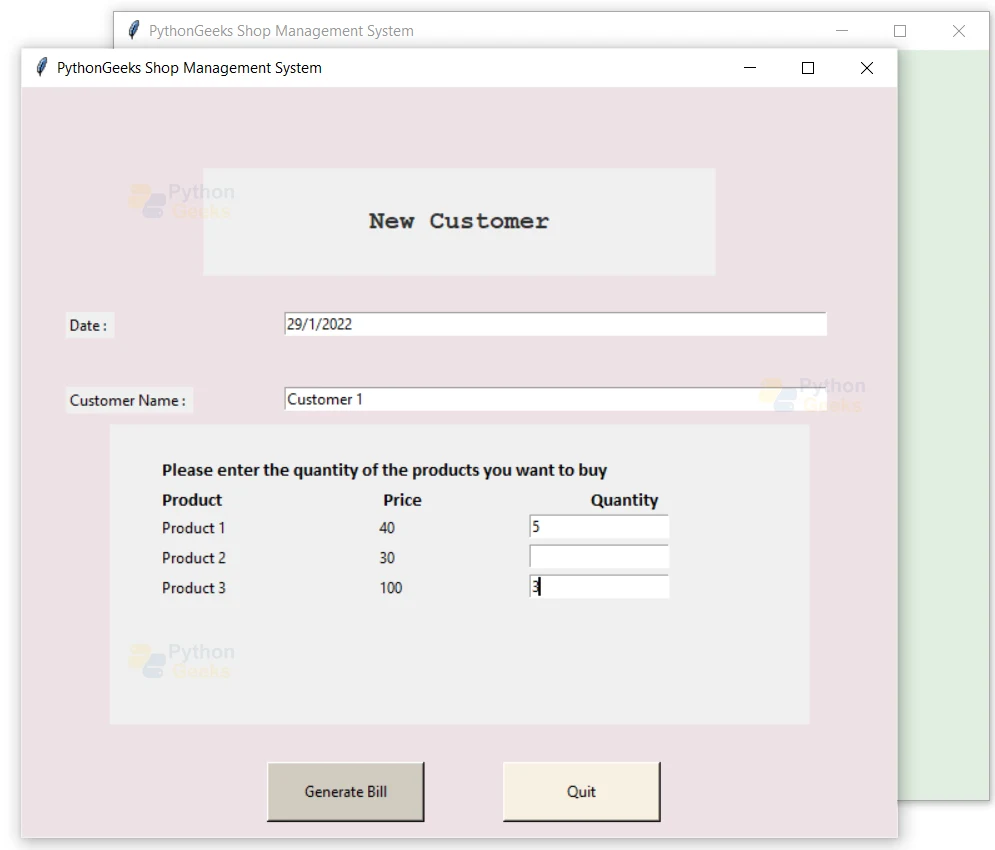 PythonGeeks Shop Management System
PythonGeeks Shop Management System
Python
Geeks
New Customer
Date :
29/1/2022
Customer Name :
Customer 1
Python
Geeks
Please enter the quantity of the products you want to buy
Product Price Quantity
Product 1 40 5
Product 2 30
Product 3 100 3
Python
Geeks
Generate Bill Quit